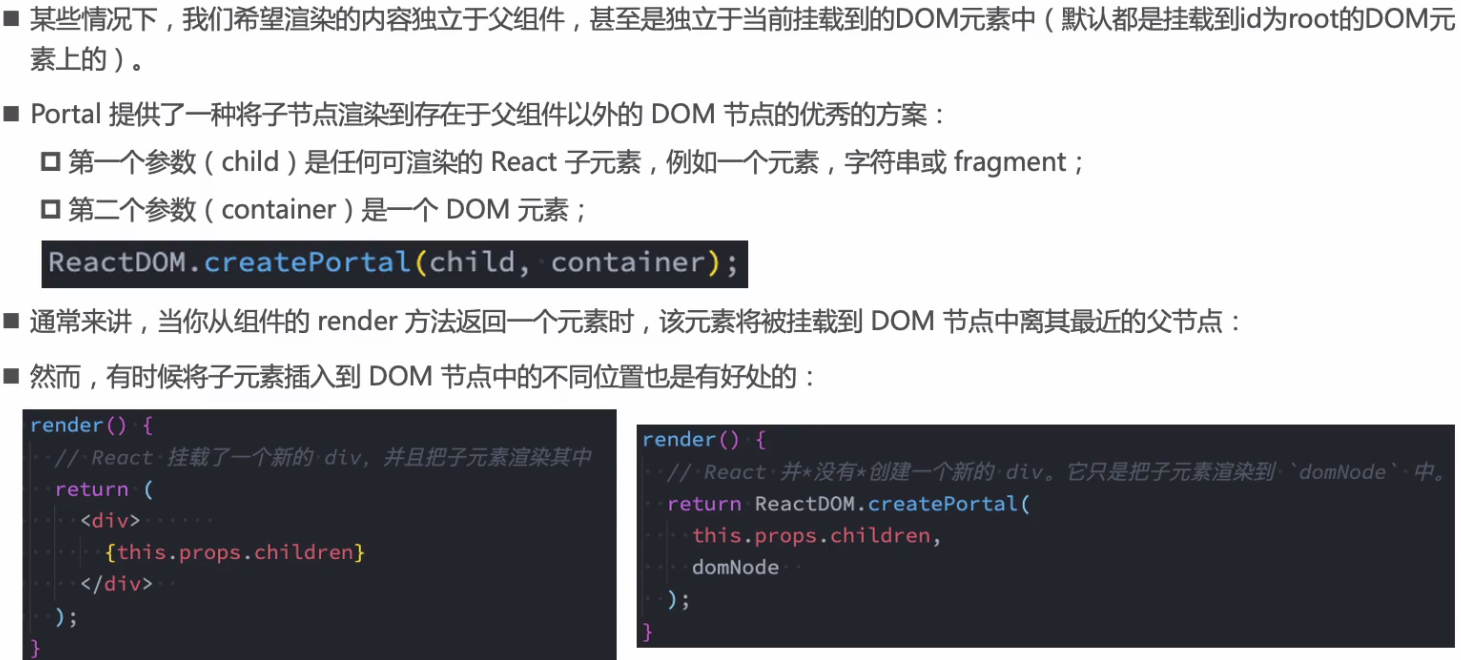 ■ 某些情况下，我们希望渲染的内容独立于父组件，甚至是独立于当前挂载到的DOM元素中（默认都是挂载到id为root的DOM元
素上的）。
■ Portal 提供了一种将子节点渲染到存在于父组件以外的 DOM 节点的优秀的方案：
□ 第一个参数（child）是任何可渲染的 React 子元素，例如一个元素，字符串或 fragment；
□ 第二个参数（container）是一个 DOM 元素；
ReactDOM.createPortal(child, container);
■ 通常来讲，当你从组件的 render 方法返回一个元素时，该元素将被挂载到 DOM 节点中离其最近的父节点：
■ 然而，有时候将子元素插入到 DOM 节点中的不同位置也是有好处的：
render() {
// React 挂载了一个新的 div，并且把子元素渲染其中
return (
<div>
{this.props.children}
</div>
);
}
render() {
// React 并*没有*创建一个新的 div。它只是把子元素渲染到 `domNode` 中。
return ReactDOM.createPortal(
this.props.children,
domNode
);
}